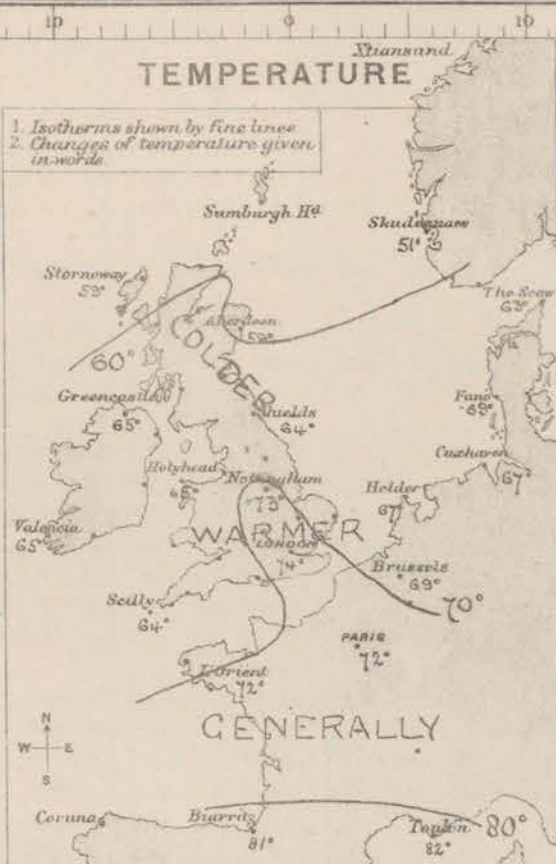 10 0 10
Xtiansand
TEMPERATURE
1. Isotherms shown by fine lines
2. Changes of temperature given
in words
Sumburgh Hd
Skudesnaes
51°
Stornoway
59°
The Scaw
63°
COLDER
Aberdeen
59°
60°
Greencastle
65°
Shields
64°
Fano
69°
Cuxhaven
67°
Holyhead
65°
Nottingham
73°
Helder
67°
Valencia
65°
WARMER
LONDON
74°
Brussels
69°
Scilly
64°
70°
PARIS
72°
L'Orient
72°
GENERALLY
N
W E
S
Coruna
Biarritz
81°
Toulon
82°
80°